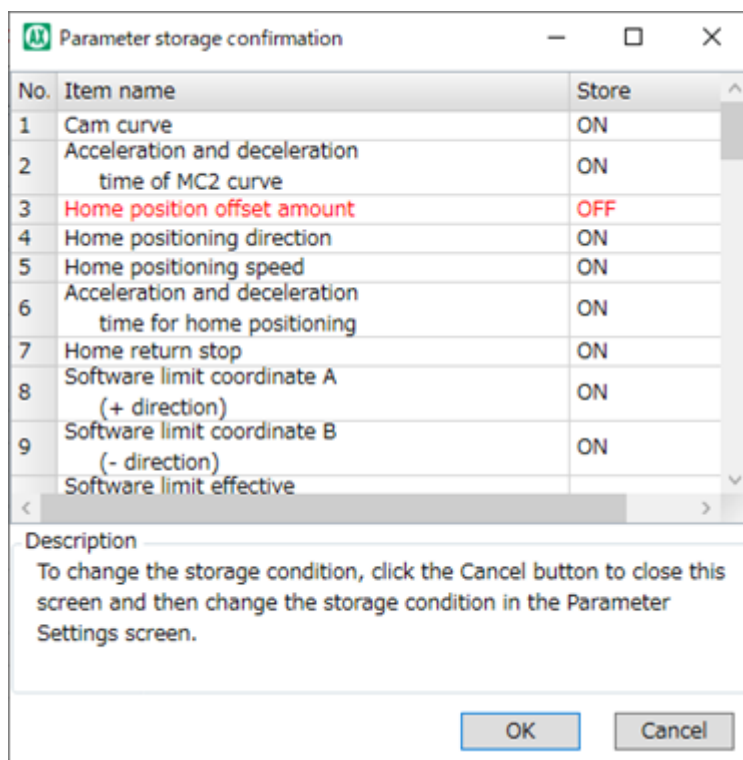 AX Parameter storage confirmation
No. Item name Store
1 Cam curve ON
2 Acceleration and deceleration
time of MC2 curve ON
3 Home position offset amount OFF
4 Home positioning direction ON
5 Home positioning speed ON
6 Acceleration and deceleration
time for home positioning ON
7 Home return stop ON
8 Software limit coordinate A
(+ direction) ON
9 Software limit coordinate B
(- direction) ON
Software limit effective
Description
To change the storage condition, click the Cancel button to close this
screen and then change the storage condition in the Parameter
Settings screen.
OK Cancel